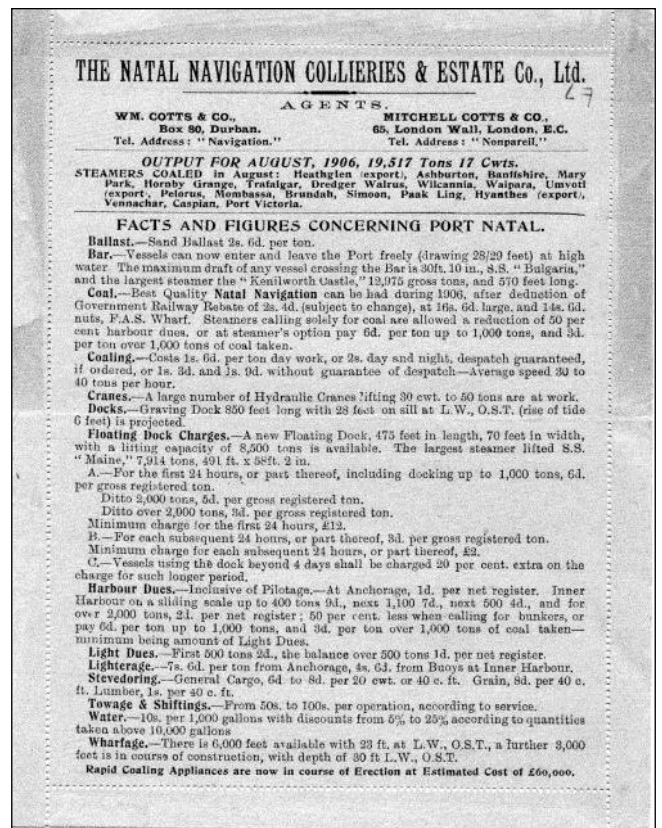 THE NATAL NAVIGATION COLLIERIES & ESTATE Co., Ltd.
L7
AGENTS.
WM. COTTS & CO.,
Box 80, Durban.
Tel. Address: "Navigation."
MITCHELL COTTS & CO.,
65, London Wall, London, E.C.
Tel. Address: "Nonpareil."
OUTPUT FOR AUGUST, 1906, 19,517 Tons 17 Cwts.
STEAMERS COALED in August: Heathglen (export), Ashburton, Banffshire, Mary
Park, Hornby Grange, Trafalgar, Dredger Walrus, Wilcannia, Waipara, Umvoti
(export), Pelorus, Mombassa, Brundah, Simoon, Paak Ling, Hyanthes (export),
Vennachar, Caspian, Port Victoria.
FACTS AND FIGURES CONCERNING PORT NATAL.
Ballast.—Sand Ballast 2s. 6d. per ton.
Bar.—Vessels can now enter and leave the Port freely (drawing 28/29 feet) at high
water. The maximum draft of any vessel crossing the Bar is 30ft. 10 in., S.S. "Bulgaria,"
and the largest steamer the "Kenilworth Castle," 12,975 gross tons, and 570 feet long.
Coal.—Best Quality Natal Navigation can be had during 1906, after deduction of
Government Railway Rebate of 2s. 4d. (subject to change), at 16s. 6d. large, and 14s. 6d.
nuts, F.A.S. Wharf. Steamers calling solely for coal are allowed a reduction of 50 per
cent harbour dues. or at steamer's option pay 6d. per ton up to 1,000 tons, and 3d.
per ton over 1,000 tons of coal taken.
Coaling.—Costs 1s. 6d. per ton day work, or 2s. day and night, despatch guaranteed,
if ordered, or 1s. 3d. and 1s. 9d. without guarantee of despatch—Average speed 30 to
40 tons per hour.
Cranes.—A large number of Hydraulic Cranes lifting 30 cwt. to 50 tons are at work.
Docks.—Graving Dock 850 feet long with 28 feet on sill at L.W., O.S.T. (rise of tide
6 feet) is projected.
Floating Dock Charges.—A new Floating Dock, 475 feet in length, 70 feet in width,
with a lifting capacity of 8,500 tons is available. The largest steamer lifted S.S.
"Maine," 7,914 tons, 491 ft. x 58ft. 2 in.
A.—For the first 24 hours, or part thereof, including docking up to 1,000 tons, 6d.
per gross registered ton.
Ditto 2,000 tons, 5d. per gross registered ton.
Ditto over 2,000 tons, 3d. per gross registered ton.
Minimum charge for the first 24 hours, £12.
B.—For each subsequent 24 hours, or part thereof, 3d. per gross registered ton.
Minimum charge for each subsequent 24 hours, or part thereof, £2.
C.—Vessels using the dock beyond 4 days shall be charged 20 per cent. extra on the
charge for such longer period.
Harbour Dues.—Inclusive of Pilotage.—At Anchorage, 1d. per net register. Inner
Harbour on a sliding scale up to 400 tons 9d., next 1,100 7d., next 500 4d., and for
over 2,000 tons, 2d. per net register; 50 per cent. less when calling for bunkers, or
pay 6d. per ton up to 1,000 tons, and 3d. per ton over 1,000 tons of coal taken—
minimum being amount of Light Dues.
Light Dues.—First 500 tons 2d., the balance over 500 tons 1d. per net register.
Lighterage.—7s. 6d. per ton from Anchorage, 4s. 6d. from Buoys at Inner Harbour.
Stevedoring.—General Cargo, 6d to 8d. per 20 cwt. or 40 c. ft. Grain, 8d. per 40 c.
ft. Lumber, 1s. per 40 c. ft.
Towage & Shiftings.—From 50s. to 100s. per operation, according to service.
Water.—10s. per 1,000 gallons with discounts from 5% to 25% according to quantities
taken above 10,000 gallons
Wharfage.—There is 6,000 feet available with 23 ft. at L.W., O.S.T., a further 3,000
feet is in course of construction, with depth of 30 ft L.W., O.S.T.
Rapid Coaling Appliances are now in course of Erection at Estimated Cost of £60,000.